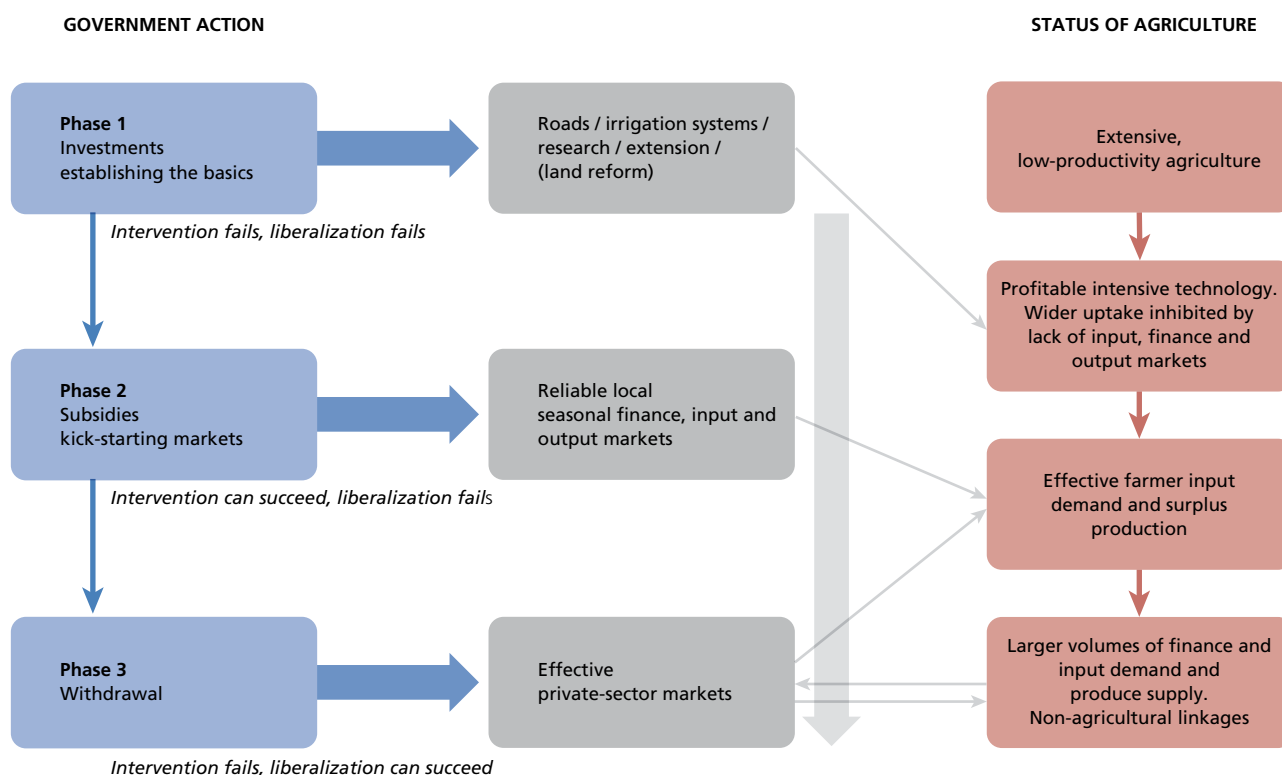 GOVERNMENT ACTION
STATUS OF AGRICULTURE
Phase 1
Investments
establishing the basics
Roads / irrigation systems /
research / extension /
(land reform)
Extensive,
low-productivity agriculture
Intervention fails, liberalization fails
Profitable intensive technology.
Wider uptake inhibited by
lack of input, finance and
output markets
Phase 2
Subsidies
kick-starting markets
Reliable local
seasonal finance, input and
output markets
Intervention can succeed, liberalization fails
Effective farmer input
demand and surplus
production
Phase 3
Withdrawal
Effective
private-sector markets
Larger volumes of finance and
input demand and
produce supply.
Non-agricultural linkages
Intervention fails, liberalization can succeed